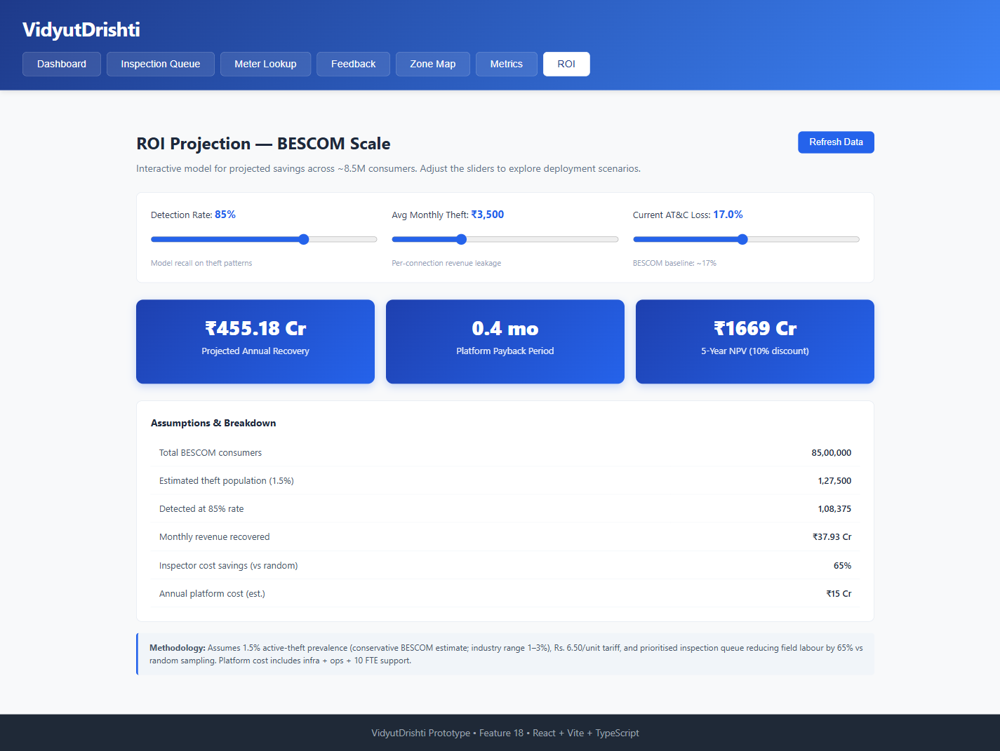 VidyutDrishti
Dashboard
Inspection Queue
Meter Lookup
Feedback
Zone Map
Metrics
ROI
ROI Projection — BESCOM Scale
Refresh Data
Interactive model for projected savings across ~8.5M consumers. Adjust the sliders to explore deployment scenarios.
Detection Rate: 85%
Model recall on theft patterns
Avg Monthly Theft: ₹3,500
Per-connection revenue leakage
Current AT&C Loss: 17.0%
BESCOM baseline: ~17%
₹455.18 Cr
Projected Annual Recovery
0.4 mo
Platform Payback Period
₹1669 Cr
5-Year NPV (10% discount)
Assumptions & Breakdown
Total BESCOM consumers 85,00,000
Estimated theft population (1.5%) 1,27,500
Detected at 85% rate 1,08,375
Monthly revenue recovered ₹37.93 Cr
Inspector cost savings (vs random) 65%
Annual platform cost (est.) ₹15 Cr
Methodology: Assumes 1.5% active-theft prevalence (conservative BESCOM estimate; industry range 1–3%), Rs. 6.50/unit tariff, and prioritised inspection queue reducing field labour by 65% vs
random sampling. Platform cost includes infra + ops + 10 FTE support.
VidyutDrishti Prototype • Feature 18 • React + Vite + TypeScript